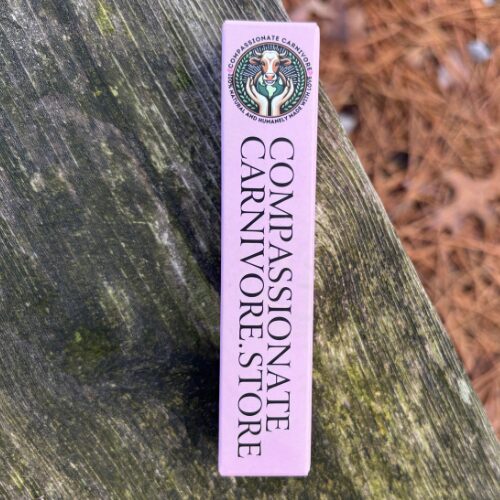 COMPASSIONATE CARNIVORE
100% NATURAL AND HUMANELY MADE WITH LOVE
COMPASSIONATE
CARNIVORE.STORE